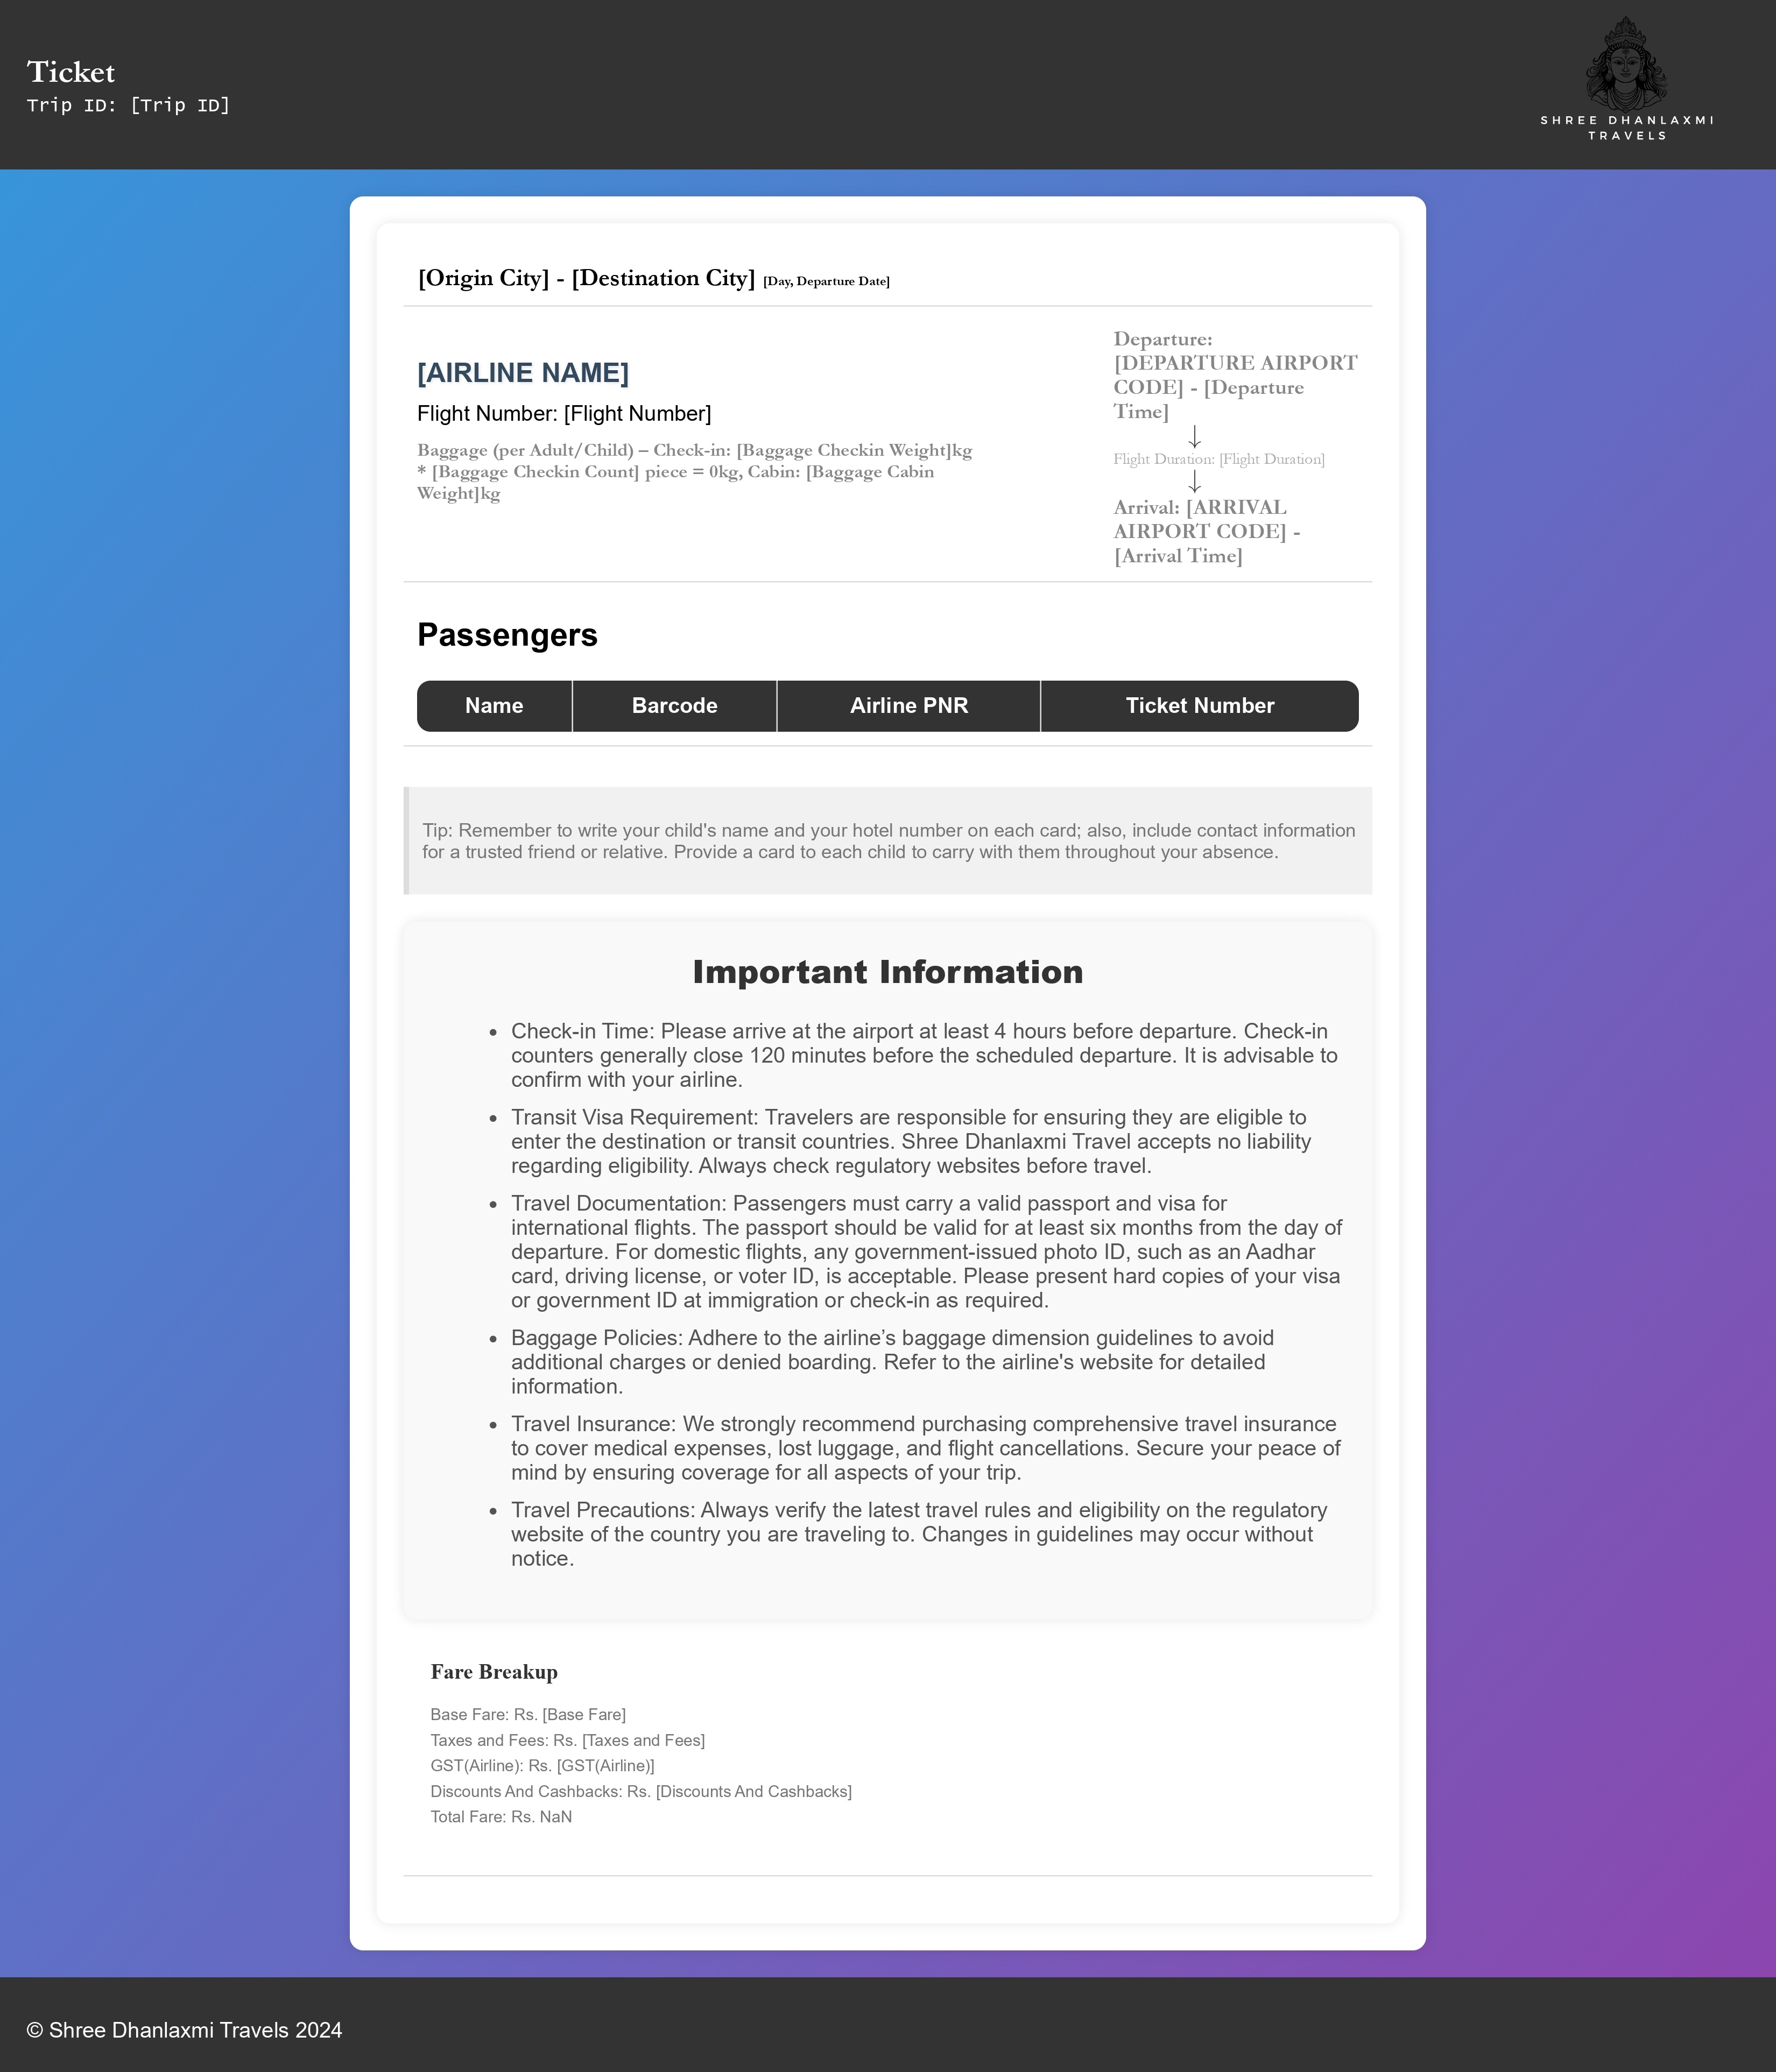 Ticket
Trip ID: [Trip ID]
SHREE DHANLAXMI
TRAVELS
[Origin City] - [Destination City] [Day, Departure Date]
[AIRLINE NAME]
Flight Number: [Flight Number]
Baggage (per Adult/Child) – Check-in: [Baggage Checkin Weight]kg
* [Baggage Checkin Count] piece = 0kg, Cabin: [Baggage Cabin
Weight]kg
Departure:
[DEPARTURE AIRPORT
CODE] - [Departure
Time]
↓
Flight Duration: [Flight Duration]
↓
Arrival: [ARRIVAL
AIRPORT CODE] -
[Arrival Time]
Passengers
Name Barcode Airline PNR Ticket Number
Tip: Remember to write your child's name and your hotel number on each card; also, include contact information
for a trusted friend or relative. Provide a card to each child to carry with them throughout your absence.
Important Information
• Check-in Time: Please arrive at the airport at least 4 hours before departure. Check-in
counters generally close 120 minutes before the scheduled departure. It is advisable to
confirm with your airline.
• Transit Visa Requirement: Travelers are responsible for ensuring they are eligible to
enter the destination or transit countries. Shree Dhanlaxmi Travel accepts no liability
regarding eligibility. Always check regulatory websites before travel.
• Travel Documentation: Passengers must carry a valid passport and visa for
international flights. The passport should be valid for at least six months from the day of
departure. For domestic flights, any government-issued photo ID, such as an Aadhar
card, driving license, or voter ID, is acceptable. Please present hard copies of your visa
or government ID at immigration or check-in as required.
• Baggage Policies: Adhere to the airline’s baggage dimension guidelines to avoid
additional charges or denied boarding. Refer to the airline's website for detailed
information.
• Travel Insurance: We strongly recommend purchasing comprehensive travel insurance
to cover medical expenses, lost luggage, and flight cancellations. Secure your peace of
mind by ensuring coverage for all aspects of your trip.
• Travel Precautions: Always verify the latest travel rules and eligibility on the regulatory
website of the country you are traveling to. Changes in guidelines may occur without
notice.
Fare Breakup
Base Fare: Rs. [Base Fare]
Taxes and Fees: Rs. [Taxes and Fees]
GST(Airline): Rs. [GST(Airline)]
Discounts And Cashbacks: Rs. [Discounts And Cashbacks]
Total Fare: Rs. NaN
© Shree Dhanlaxmi Travels 2024